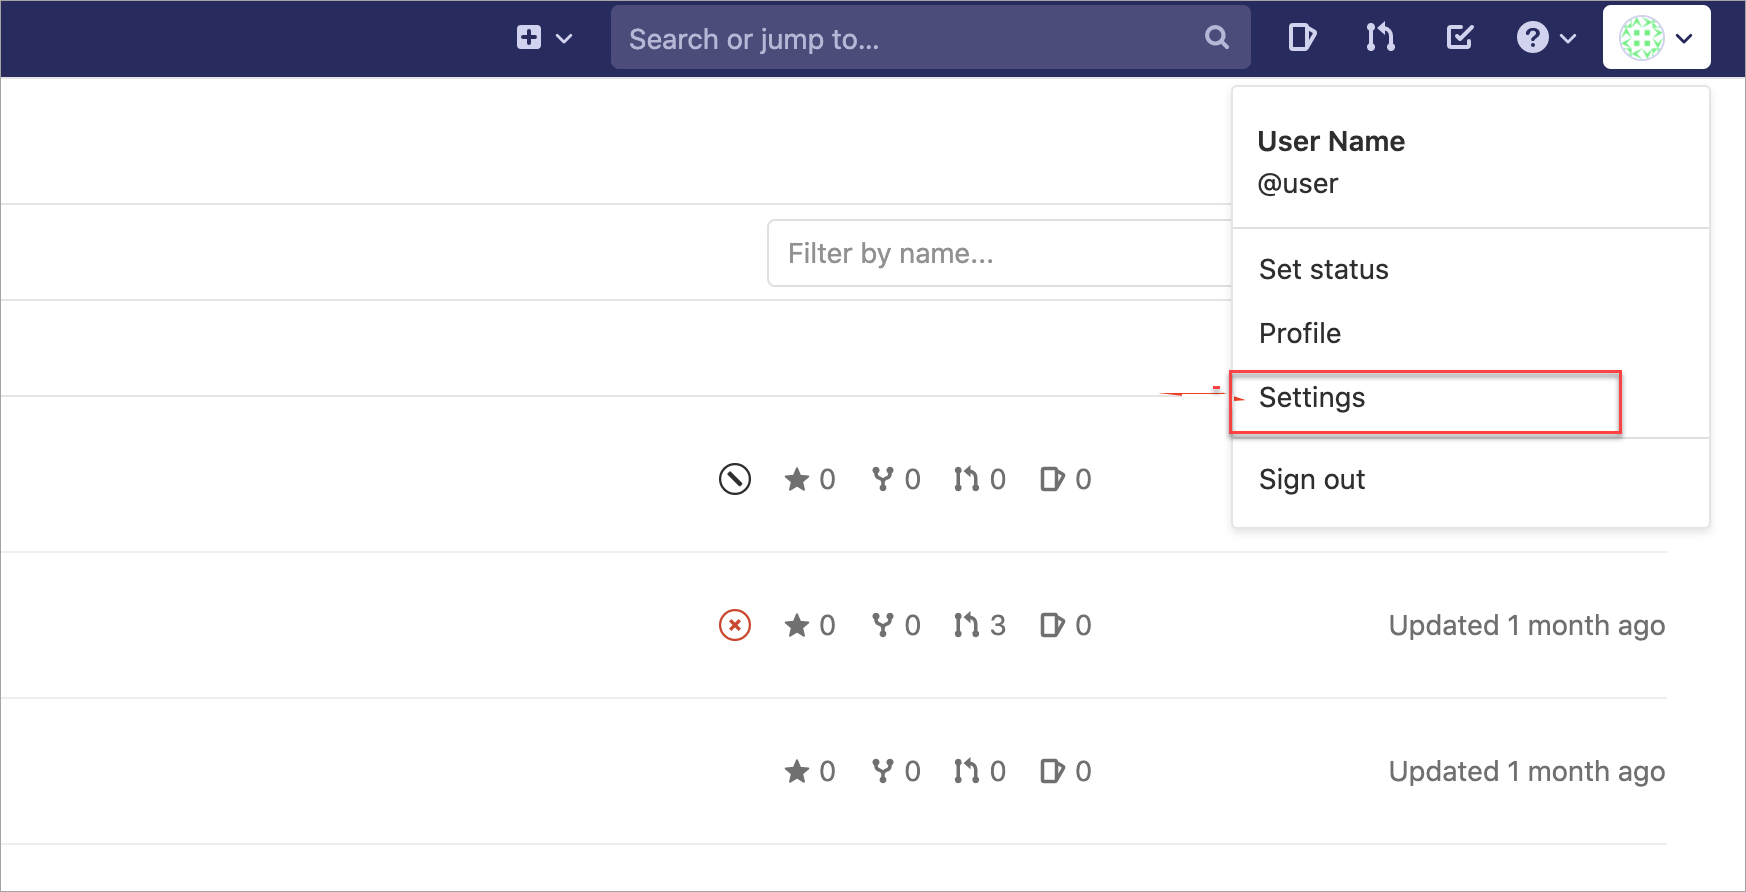 Search or jump to...
User Name
@user
Filter by name...
Set status
Profile
Settings
Sign out
0 0 0 0
0 0 3 0 Updated 1 month ago
0 0 0 0 Updated 1 month ago